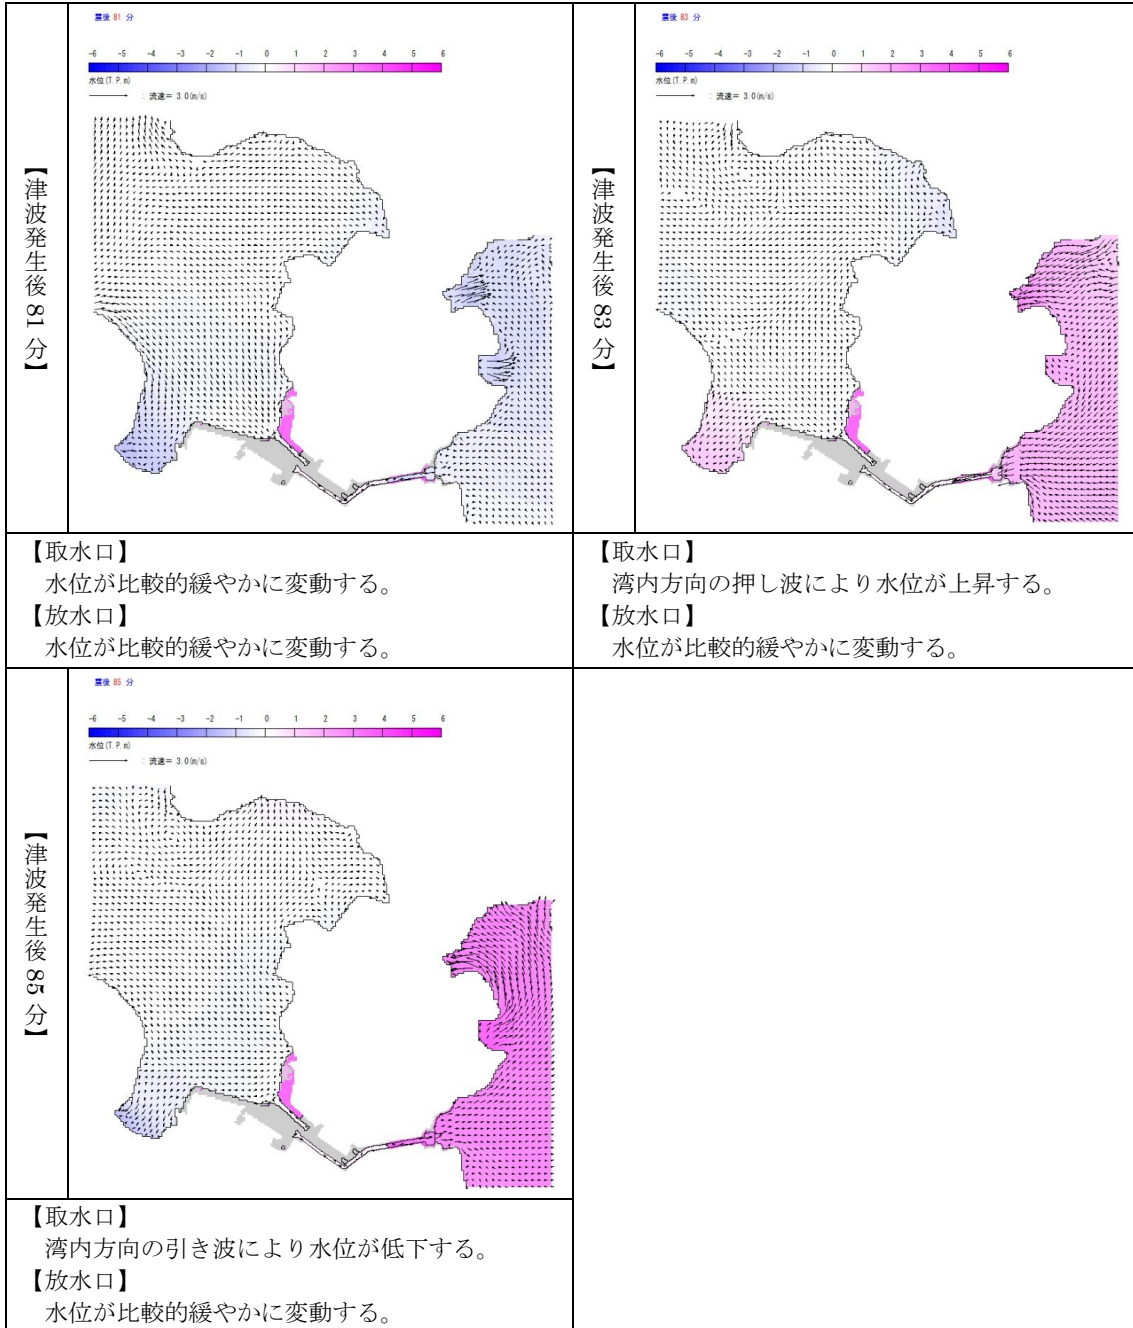 【津波発生後 81 分】
震後 81 分
-6 -5 -4 -3 -2 -1 0 1 2 3 4 5 6
水位(T.P.m)
: 流速= 3.0(m/s)
【取水口】
水位が比較的緩やかに変動する。
【放水口】
水位が比較的緩やかに変動する。
【津波発生後 83 分】
震後 83 分
-6 -5 -4 -3 -2 -1 0 1 2 3 4 5 6
水位(T.P.m)
: 流速= 3.0(m/s)
【取水口】
湾内方向の押し波により水位が上昇する。
【放水口】
水位が比較的緩やかに変動する。
【津波発生後 85 分】
震後 85 分
-6 -5 -4 -3 -2 -1 0 1 2 3 4 5 6
水位(T.P.m)
: 流速= 3.0(m/s)
【取水口】
湾内方向の引き波により水位が低下する。
【放水口】
水位が比較的緩やかに変動する。